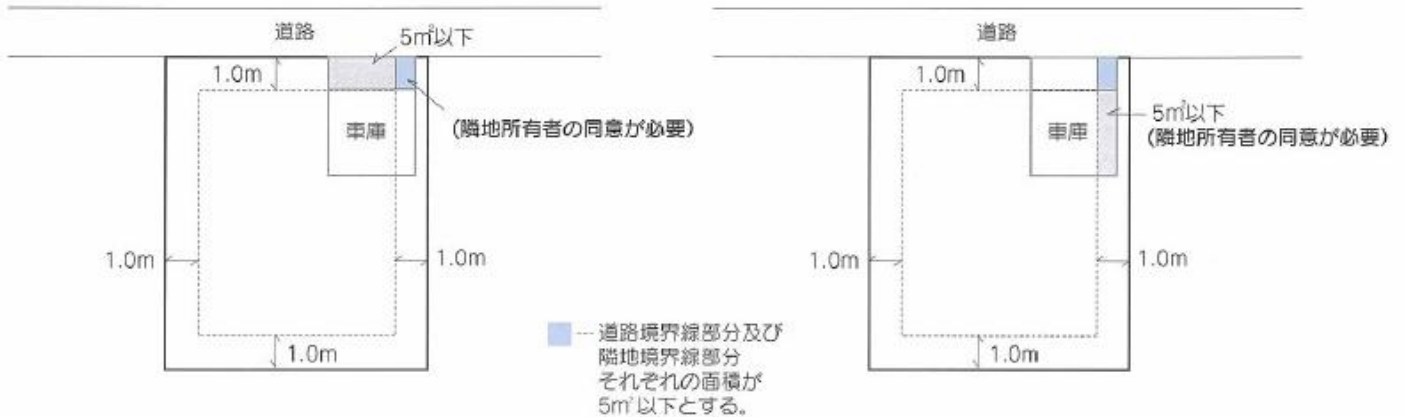 道路
5㎡以下
1.0m
車庫
(隣地所有者の同意が必要)
1.0m
1.0m
1.0m
道路
1.0m
5㎡以下
(隣地所有者の同意が必要)
車庫
1.0m
1.0m
1.0m
道路境界線部分及び
隣地境界線部分
それぞれの面積が
5㎡以下とする。